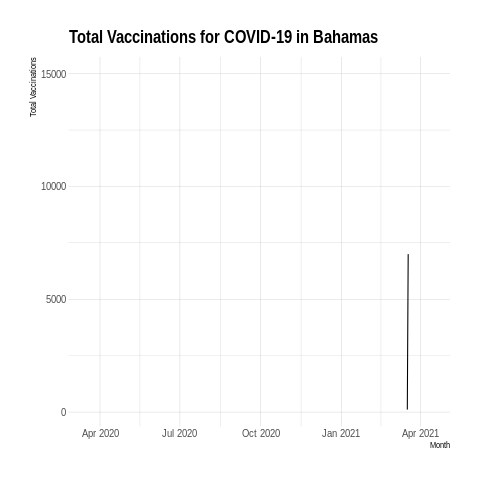 Total Vaccinations for COVID-19 in Bahamas
Total Vaccinations
15000
10000
5000
0
Apr 2020 Jul 2020 Oct 2020 Jan 2021 Apr 2021
Month